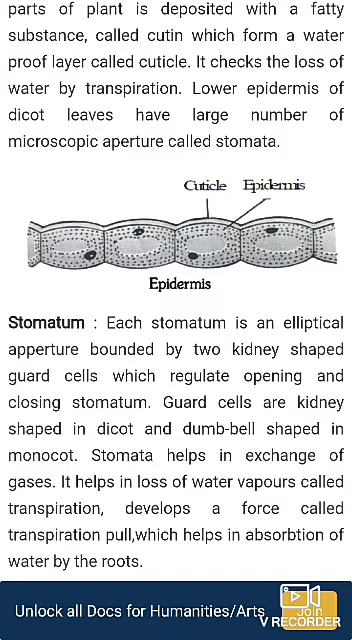 parts of plant is deposited with a fatty
substance, called cutin which form a water
proof layer called cuticle. It checks the loss of
water by transpiration. Lower epidermis of
dicot leaves have large number of
microscopic aperture called stomata.
Cuticle Epidermis
Epidermis
Stomatum : Each stomatum is an elliptical
apperture bounded by two kidney shaped
guard cells which regulate opening and
closing stomatum. Guard cells are kidney
shaped in dicot and dumb-bell shaped in
monocot. Stomata helps in exchange of
gases. It helps in loss of water vapours called
transpiration, develops a force called
transpiration pull,which helps in absorbtion of
water by the roots.
Unlock all Docs for Humanities/Arts
Join
V RECORDER